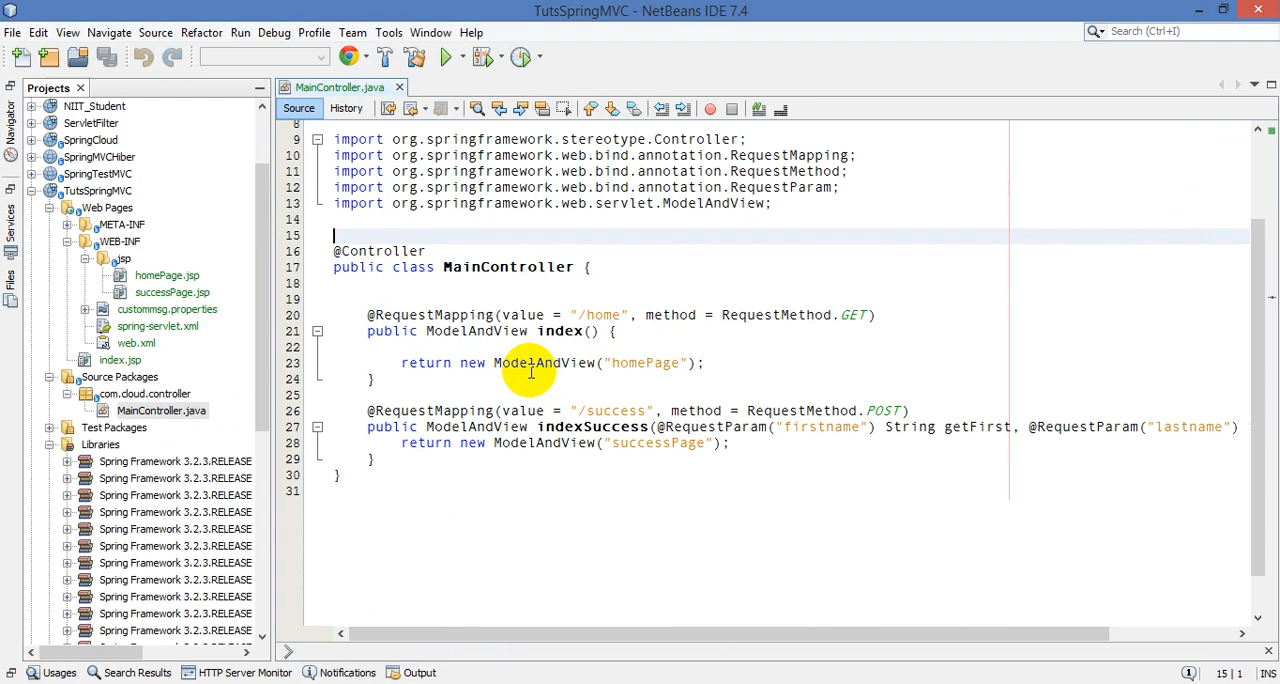 TutsSpringMVC - NetBeans IDE 7.4
File Edit View Navigate Source Refactor Run Debug Profile Team Tools Window Help
Search (Ctrl+I)
Projects
MainController.java
Source History
Navigator
Services
Files
NIIT_Student
ServletFilter
SpringCloud
SpringMVCHiber
SpringTestMVC
TutsSpringMVC
Web Pages
META-INF
WEB-INF
jsp
homePage.jsp
successPage.jsp
custommsg.properties
spring-servlet.xml
web.xml
index.jsp
Source Packages
com.cloud.controller
MainController.java
Test Packages
Libraries
Spring Framework 3.2.3.RELEASE
Spring Framework 3.2.3.RELEASE
Spring Framework 3.2.3.RELEASE
Spring Framework 3.2.3.RELEASE
Spring Framework 3.2.3.RELEASE
Spring Framework 3.2.3.RELEASE
Spring Framework 3.2.3.RELEASE
Spring Framework 3.2.3.RELEASE
Spring Framework 3.2.3.RELEASE
Spring Framework 3.2.3.RELEASE
Spring Framework 3.2.3.RELEASE
8
9 import org.springframework.stereotype.Controller;
10 import org.springframework.web.bind.annotation.RequestMapping;
11 import org.springframework.web.bind.annotation.RequestMethod;
12 import org.springframework.web.bind.annotation.RequestParam;
13 import org.springframework.web.servlet.ModelAndView;
14
15
16 @Controller
17 public class MainController {
18
19
20 @RequestMapping(value = "/home", method = RequestMethod.GET)
21 public ModelAndView index() {
22
23 return new ModelAndView("homePage");
24 }
25
26 @RequestMapping(value = "/success", method = RequestMethod.POST)
27 public ModelAndView indexSuccess(@RequestParam("firstname") String getFirst, @RequestParam("lastname")
28 return new ModelAndView("successPage");
29 }
30 }
31
Usages Search Results HTTP Server Monitor Notifications Output
15 | 1 INS